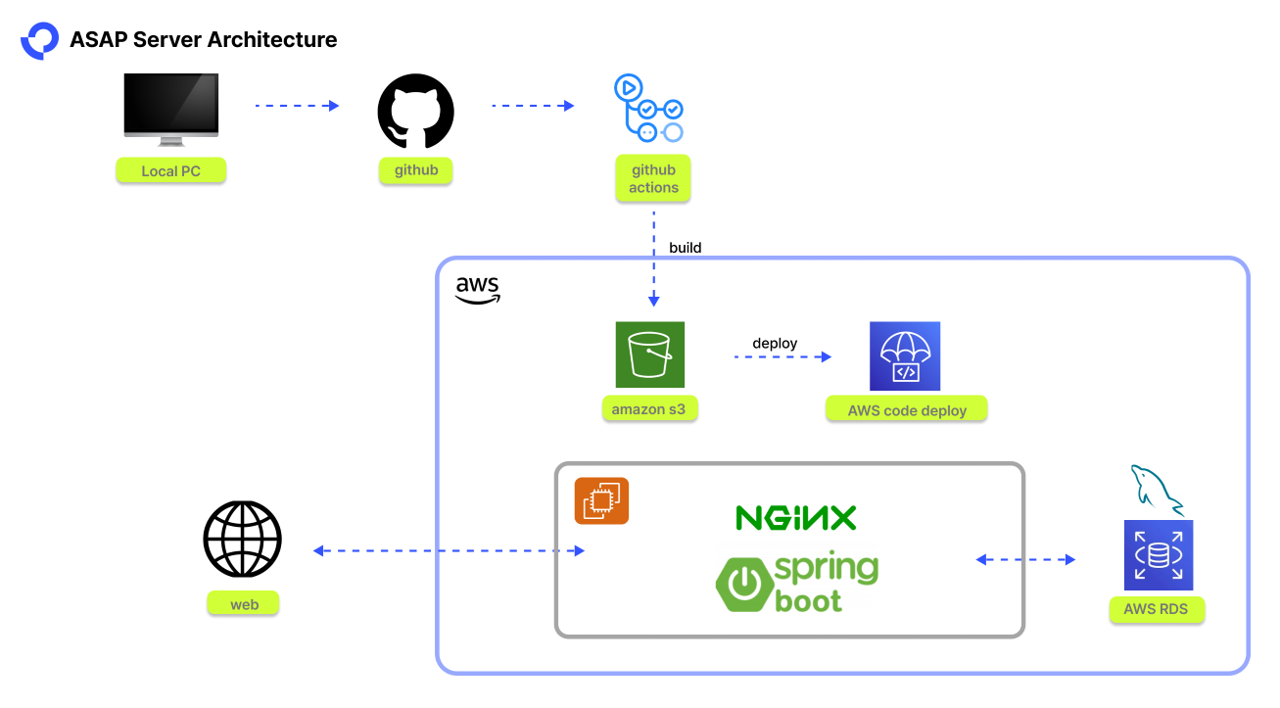 ASAP Server Architecture
Local PC
github
github
actions
build
aws
deploy
amazon s3
AWS code deploy
NGINX
spring
boot
web
AWS RDS